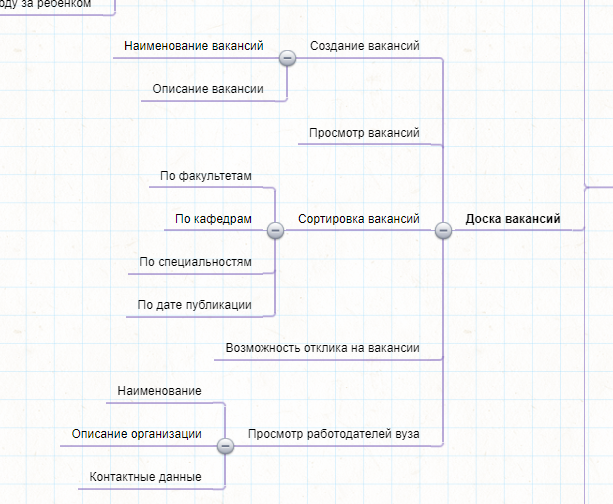 оду за ребенком
Наименование вакансий
Создание вакансий
Описание вакансии
Просмотр вакансий
По факультетам
По кафедрам
Сортировка вакансий
Доска вакансий
По специальностям
По дате публикации
Возможность отклика на вакансии
Наименование
Описание организации
Просмотр работодателей вуза
Контактные данные